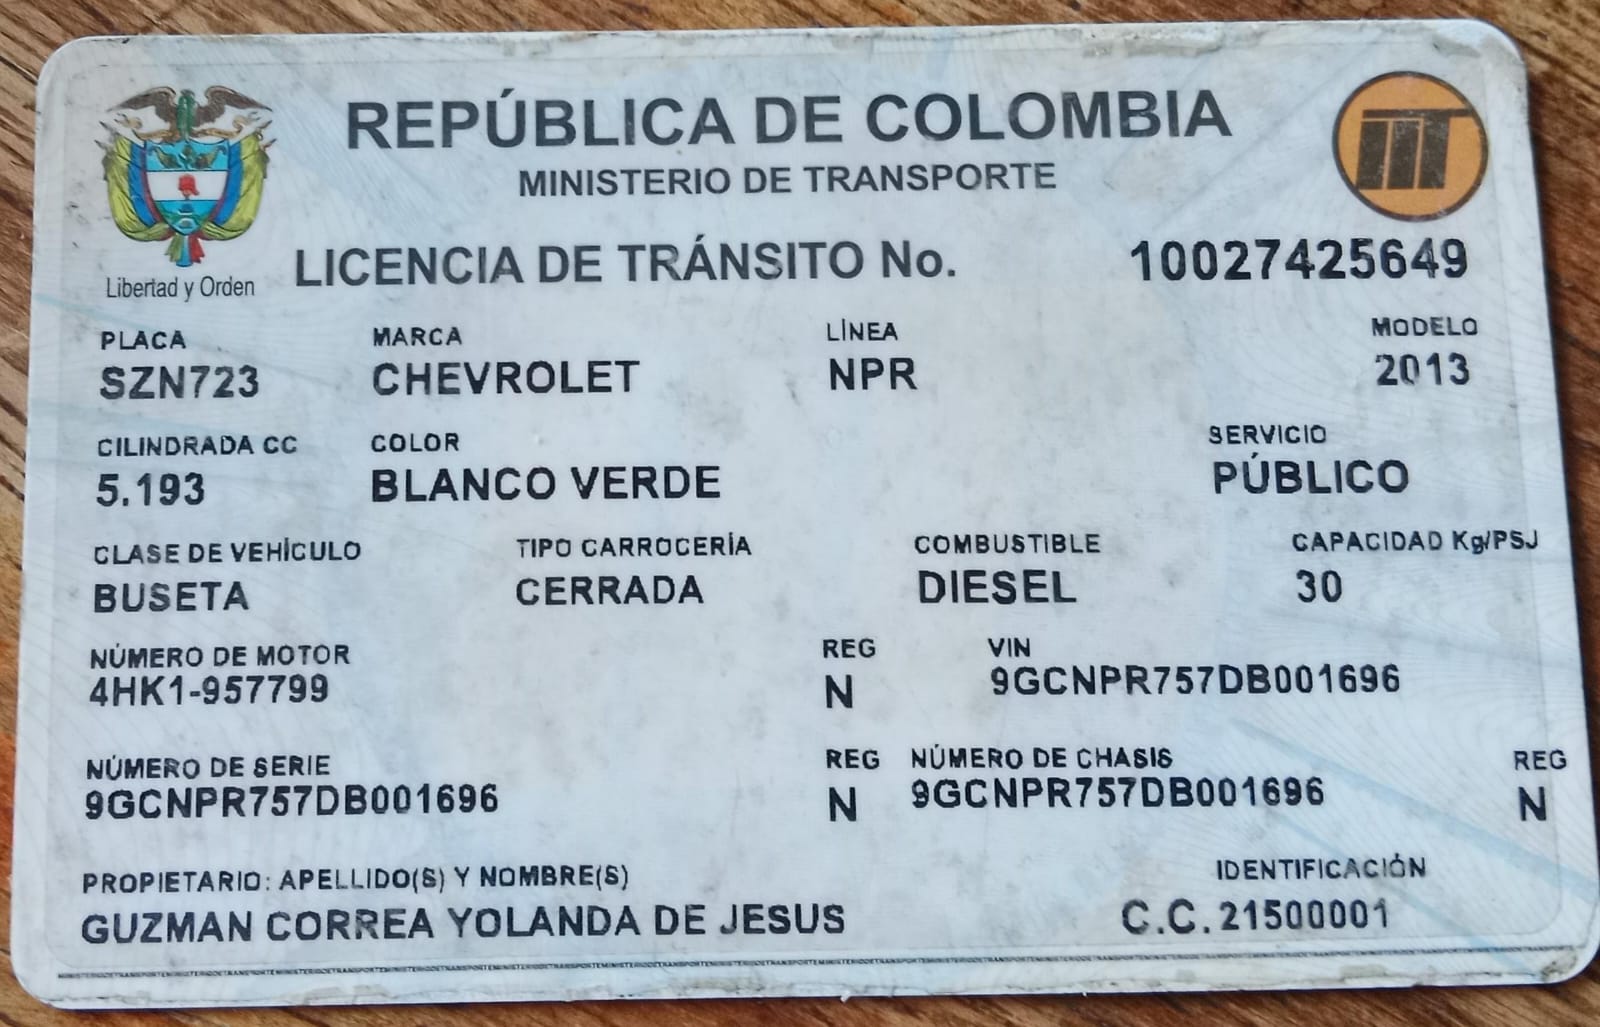 REPÚBLICA DE COLOMBIA
MINISTERIO DE TRANSPORTE
Libertad y Orden
LICENCIA DE TRÁNSITO No. 10027425649
PLACA MARCA LÍNEA MODELO
SZN723 CHEVROLET NPR 2013
CILINDRADA CC COLOR SERVICIO
5.193 BLANCO VERDE PÚBLICO
CLASE DE VEHÍCULO TIPO CARROCERÍA COMBUSTIBLE CAPACIDAD Kg/PSJ
BUSETA CERRADA DIESEL 30
NÚMERO DE MOTOR REG VIN
4HK1-957799 N 9GCNPR757DB001696
NÚMERO DE SERIE REG NÚMERO DE CHASIS REG
9GCNPR757DB001696 N 9GCNPR757DB001696 N
PROPIETARIO: APELLIDO(S) Y NOMBRE(S) IDENTIFICACIÓN
GUZMAN CORREA YOLANDA DE JESUS C.C. 21500001